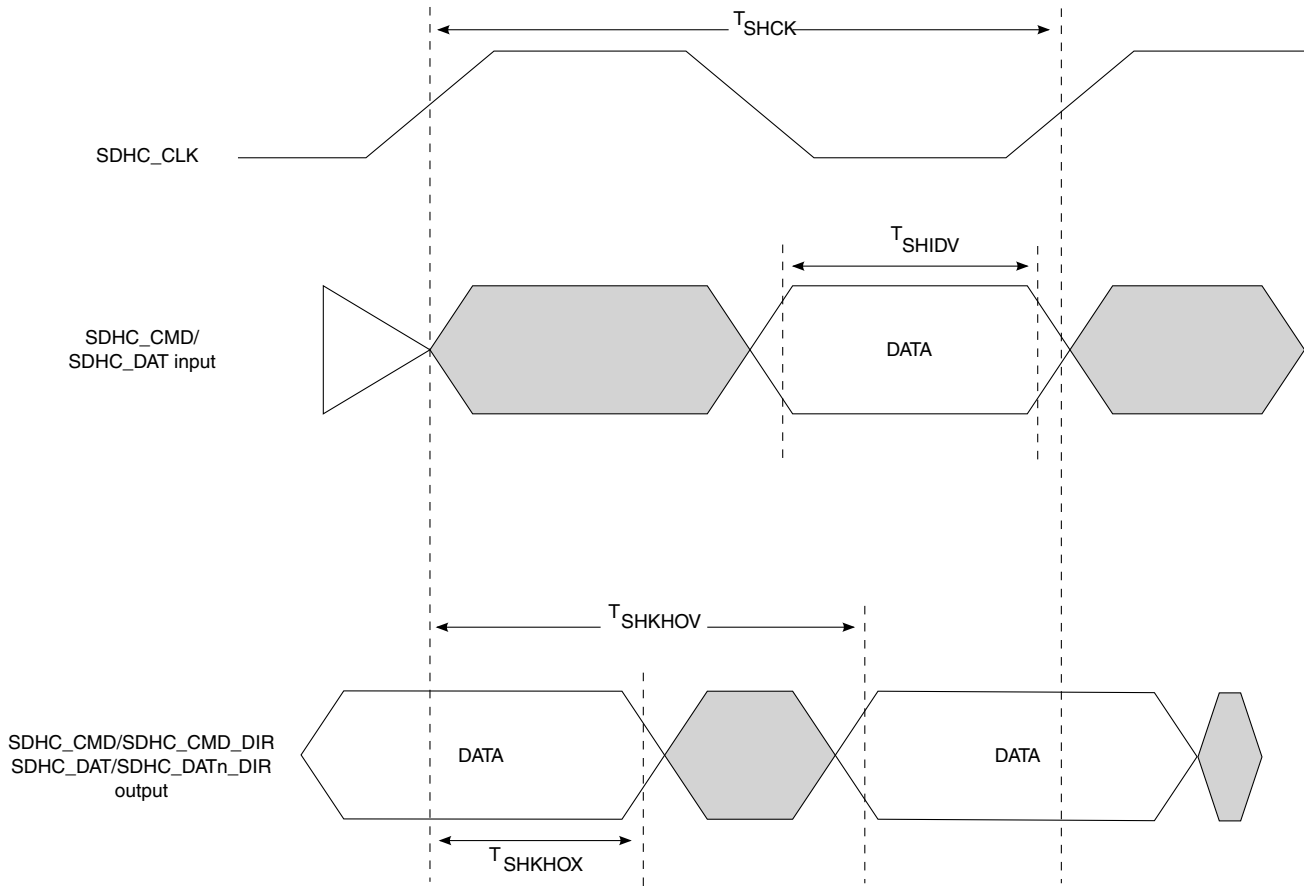 TSHCK
SDHC_CLK
TSHIDV
SDHC_CMD/
SDHC_DAT input
DATA
TSHKHOV
SDHC_CMD/SDHC_CMD_DIR
SDHC_DAT/SDHC_DATn_DIR
output
DATA
DATA
TSHKHOX